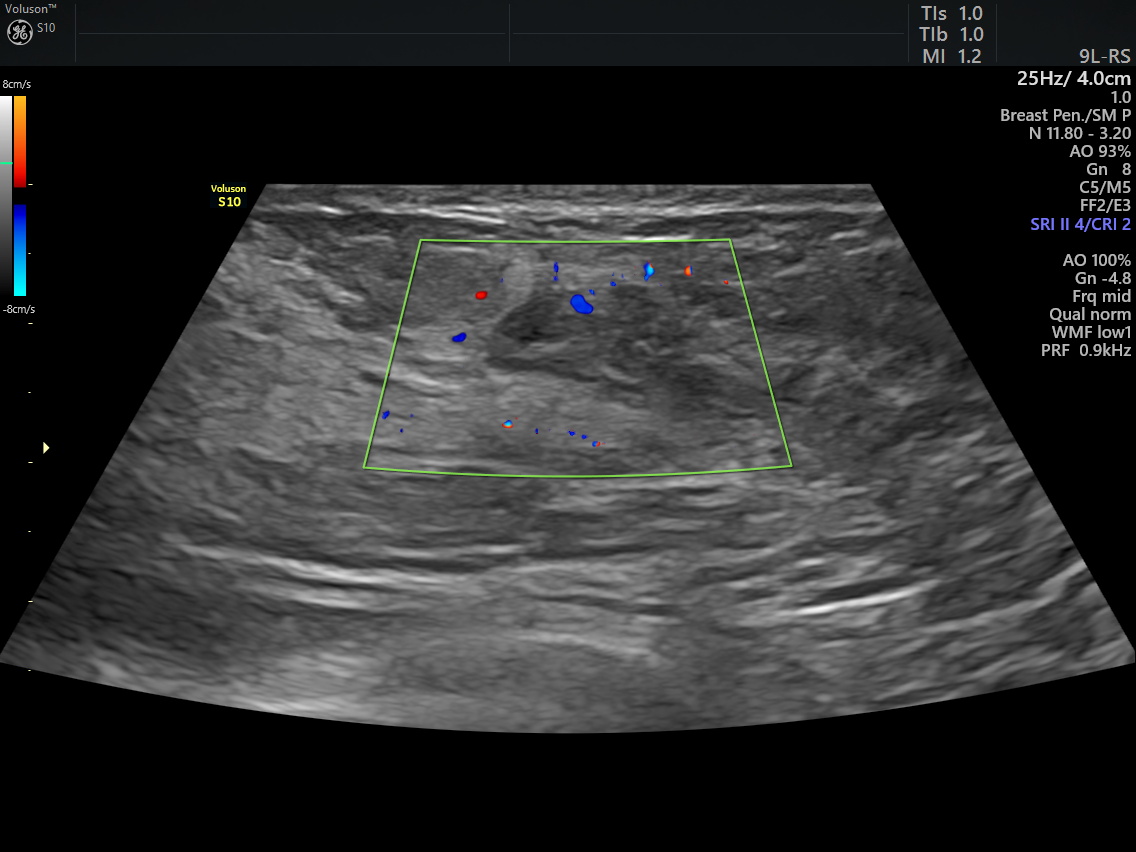 Voluson™
S10
TIs 1.0
TIb 1.0
MI 1.2
9L-RS
25Hz/ 4.0cm
1.0
Breast Pen./SM P
N 11.80 - 3.20
AO 93%
Gn 8
C5/M5
FF2/E3
SRI II 4/CRI 2
AO 100%
Gn -4.8
Frq mid
Qual norm
WMF low1
PRF 0.9kHz
8cm/s
-8cm/s
Voluson
S10